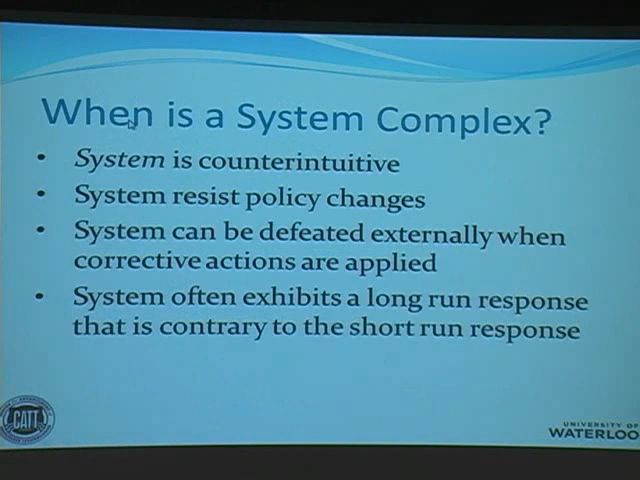 When is a System Complex?
• System is counterintuitive
• System resist policy changes
• System can be defeated externally when
corrective actions are applied
• System often exhibits a long run response
that is contrary to the short run response
CATT
UNIVERSITY OF
WATERLOO